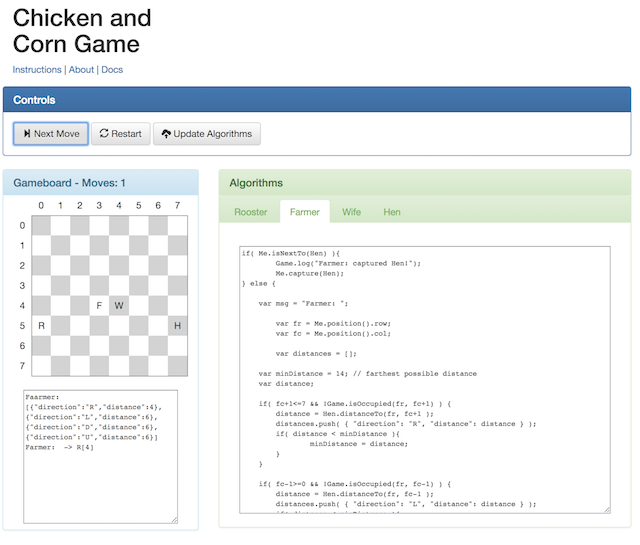 Chicken and
Corn Game
Instructions | About | Docs
Controls
Next Move Restart Update Algorithms
Gameboard - Moves: 1
0 1 2 3 4 5 6 7
0
1
2
3
4 F W
5 R H
6
7
Faarmer:
[{"direction":"R","distance":4},
{"direction":"L","distance":6},
{"direction":"D","distance":6},
{"direction":"U","distance":6}]
Farmer: -> R[4]
Algorithms
Rooster Farmer Wife Hen
if( Me.isNextTo(Hen) ){
Game.log("Farmer: captured Hen!");
Me.capture(Hen);
} else {
var msg = "Farmer: ";
var fr = Me.position().row;
var fc = Me.position().col;
var distances = [];
var minDistance = 14; // farthest possible distance
var distance;
if( fc+1<=7 && !Game.isOccupied(fr, fc+1) ) {
distance = Hen.distanceTo(fr, fc+1 );
distances.push( { "direction": "R", "distance": distance } );
if( distance < minDistance ){
minDistance = distance;
}
}
if( fc-1>=0 && !Game.isOccupied(fr, fc-1) ) {
distance = Hen.distanceTo(fr, fc-1 );
distances.push( { "direction": "L", "distance": distance } );